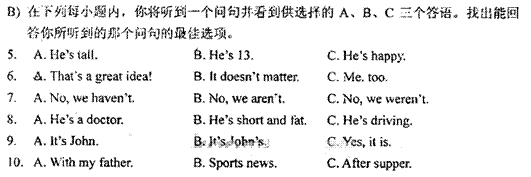 B) 在下列每小题内，你将听到一个问句并看到供选择的 A、B、C 三个答语。找出能回
答你所听到的那个问句的最佳选项。
5. A. He's tall. B. He's 13. C. He's happy.
6. A. That's a great idea! B. It doesn't matter. C. Me, too.
7. A. No, we haven't. B. No, we aren't. C. No, we weren't.
8. A. He's a doctor. B. He's short and fat. C. He's driving.
9. A. It's John. B. It's John's. C. Yes, it is.
10. A. With my father. B. Sports news. C. After supper.